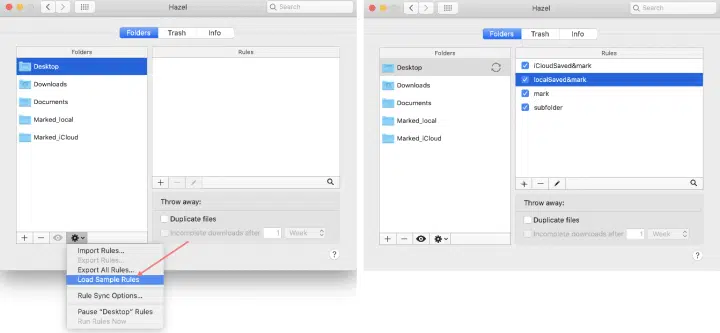 Hazel
Search
Folders
Trash
Info
Folders
Rules
Desktop
Downloads
Documents
Marked_local
Marked_iCloud
Throw away:
Duplicate files
Incomplete downloads after 1 Week
?
Import Rules...
Export Rules...
Export All Rules...
Load Sample Rules
Rule Sync Options...
Pause "Desktop" Rules
Run Rules Now
Hazel
Search
Folders
Trash
Info
Folders
Rules
Desktop
Downloads
Documents
Marked_local
Marked_iCloud
iCloudSaved&mark
localSaved&mark
mark
subfolder
Throw away:
Duplicate files
Incomplete downloads after 1 Week
?